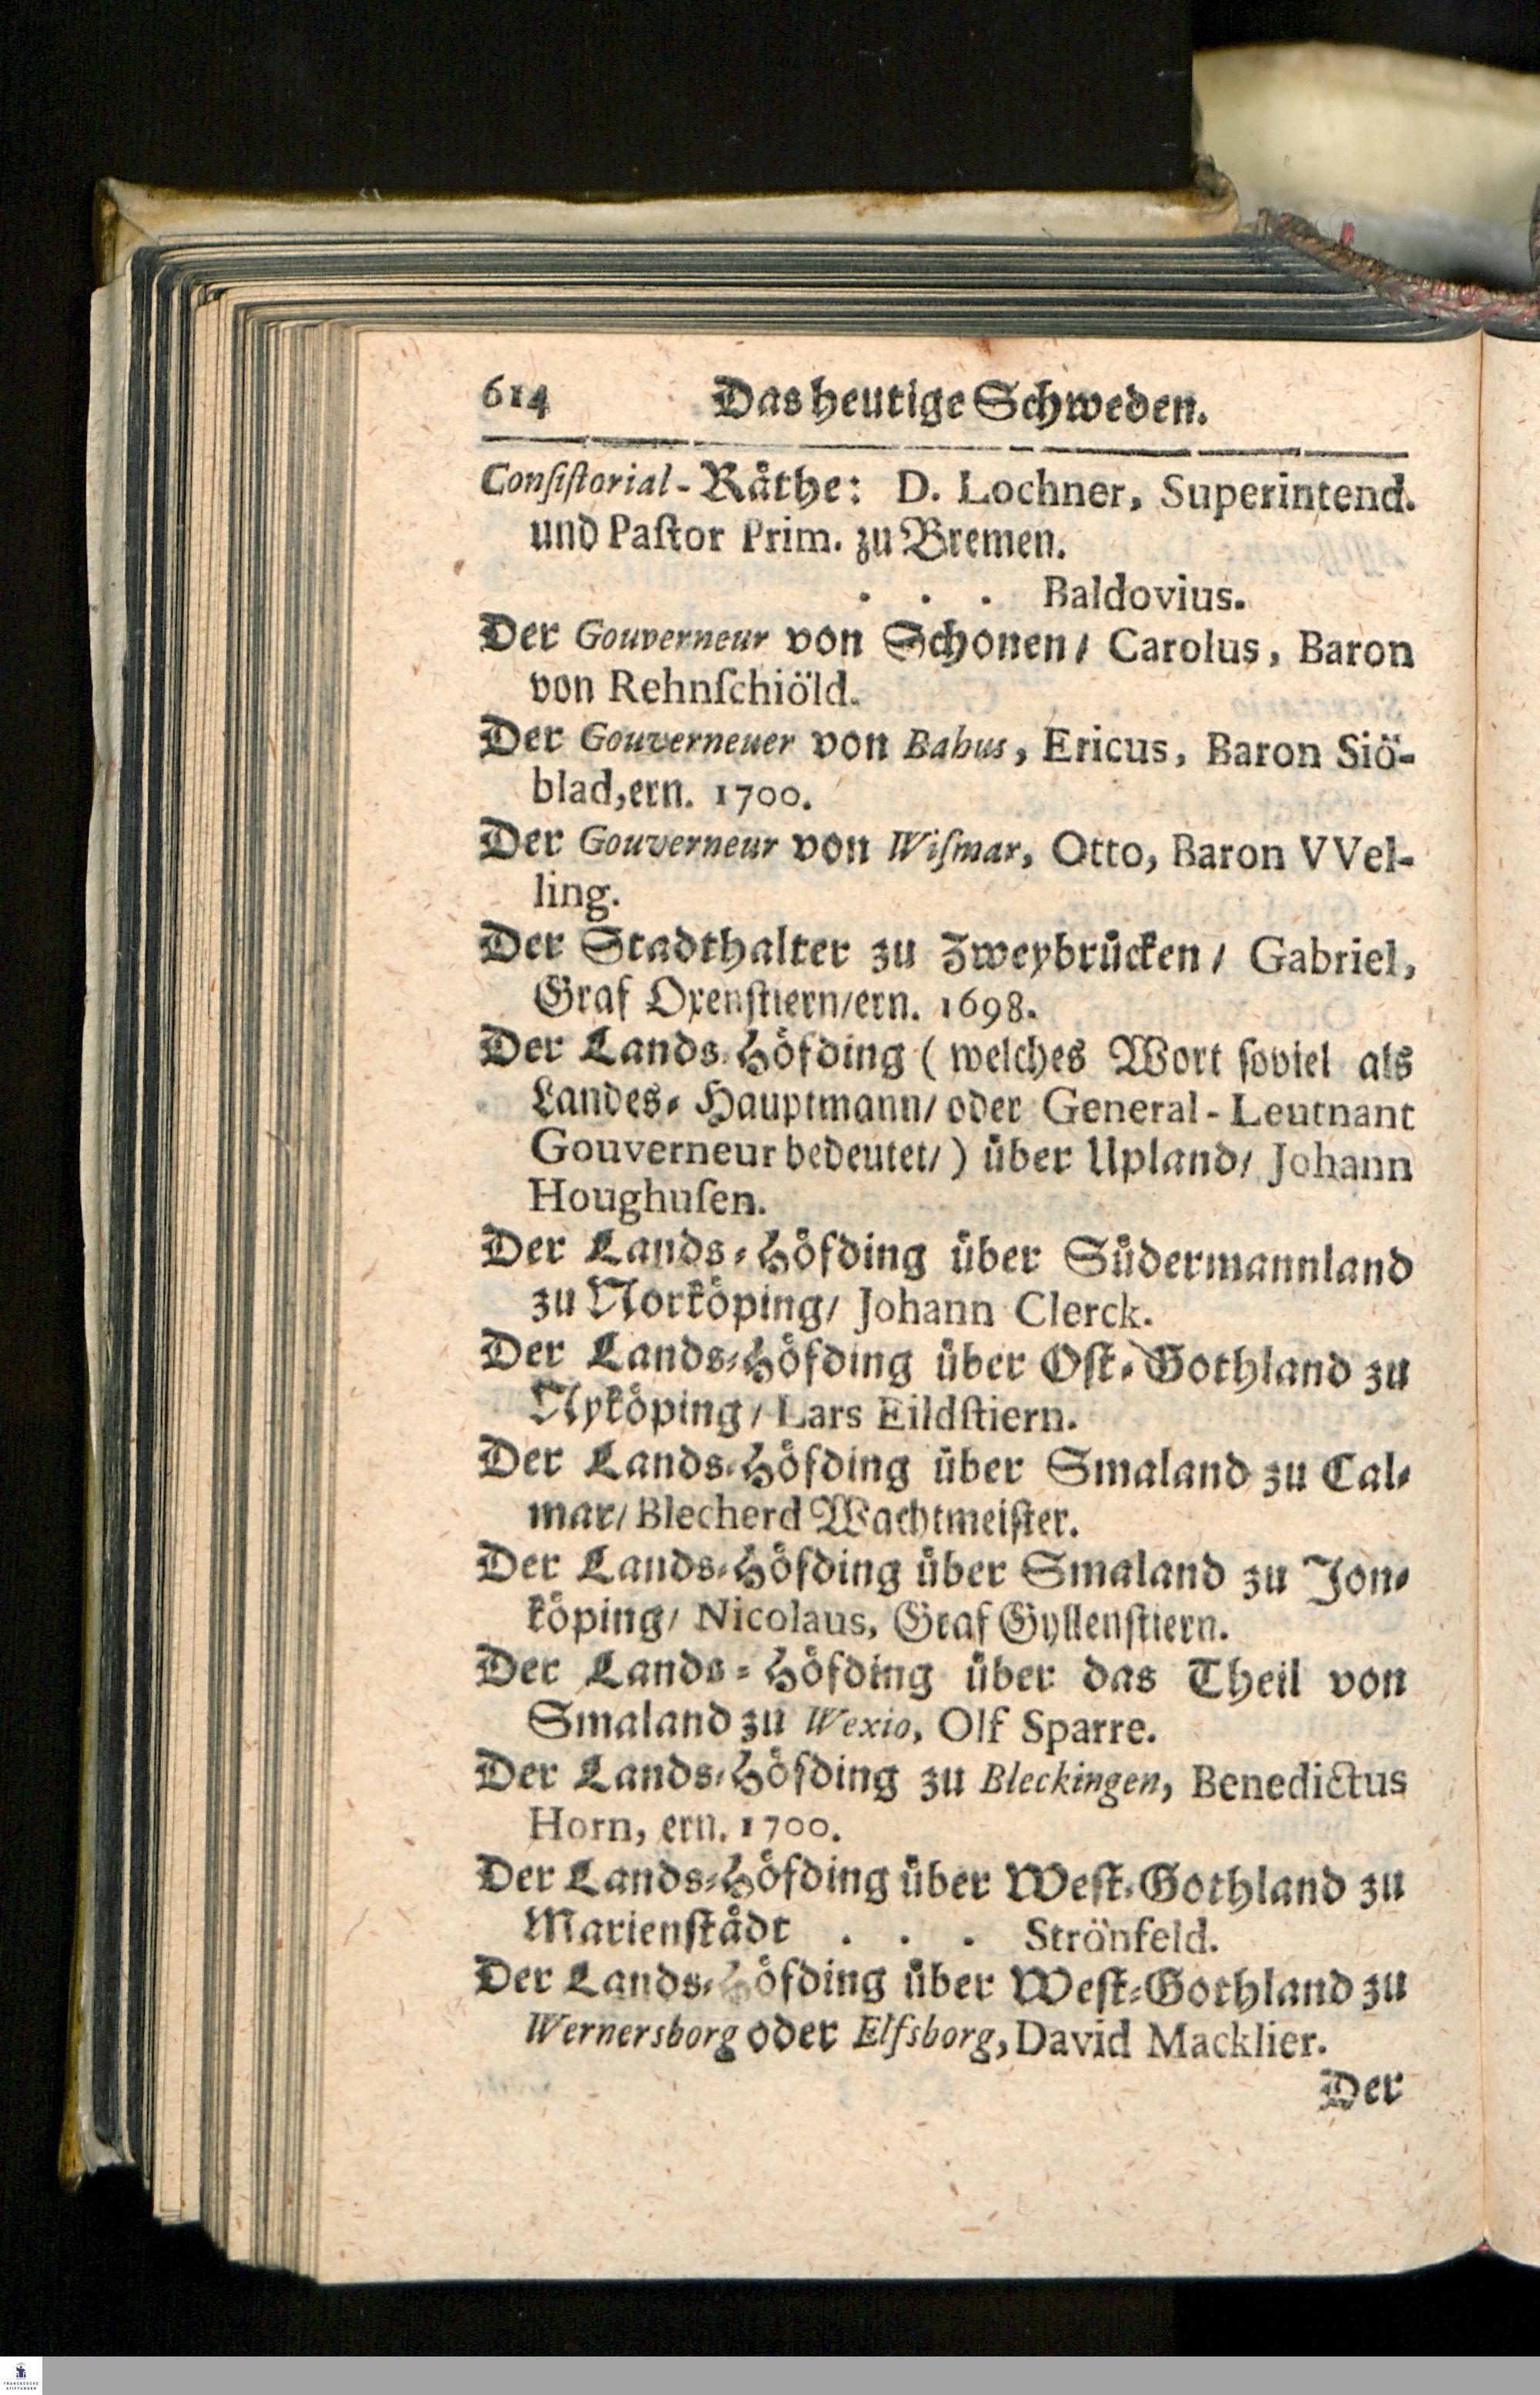 614 Das heutige Schweden.
Consistorial-Räthe: D. Lochner, Superintend.
und Pastor Prim. zu Bremen.
. . . Baldovius.
Der Gouverneur von Schonen/ Carolus, Baron
von Rehnschiöld.
Der Gouverneuer von Bahus, Ericus, Baron Siö-
blad, ern. 1700.
Der Gouverneur von Wismar, Otto, Baron VVel-
ling.
Der Stadthalter zu Zweybrücken/ Gabriel,
Graf Oxenstiern/ern. 1698.
Der Lands-Höfding (welches Wort soviel als
Landes-Hauptmann/ oder General-Leutnant
Gouverneur bedeutet/) über Upland/ Johann
Houghusen.
Der Lands-Höfding über Südermannland
zu Norköping/ Johann Clerck.
Der Lands-Höfding über Ost-Gothland zu
Nyköping/ Lars Eildstiern.
Der Lands-Höfding über Smaland zu Cal-
mar/ Blecherd Wachtmeister.
Der Lands-Höfding über Smaland zu Jon-
köping/ Nicolaus, Graf Gyllenstiern.
Der Lands-Höfding über das Theil von
Smaland zu Wexio, Olf Sparre.
Der Lands-Höfding zu Bleckingen, Benedictus
Horn, ern. 1700.
Der Lands-Höfding über West-Gothland zu
Marienstädt . . . Strönfeld.
Der Lands-Höfding über West-Gothland zu
Wernersborg oder Elfsborg, David Macklier.
Der
FRANCKESCHE
STIFTUNGEN